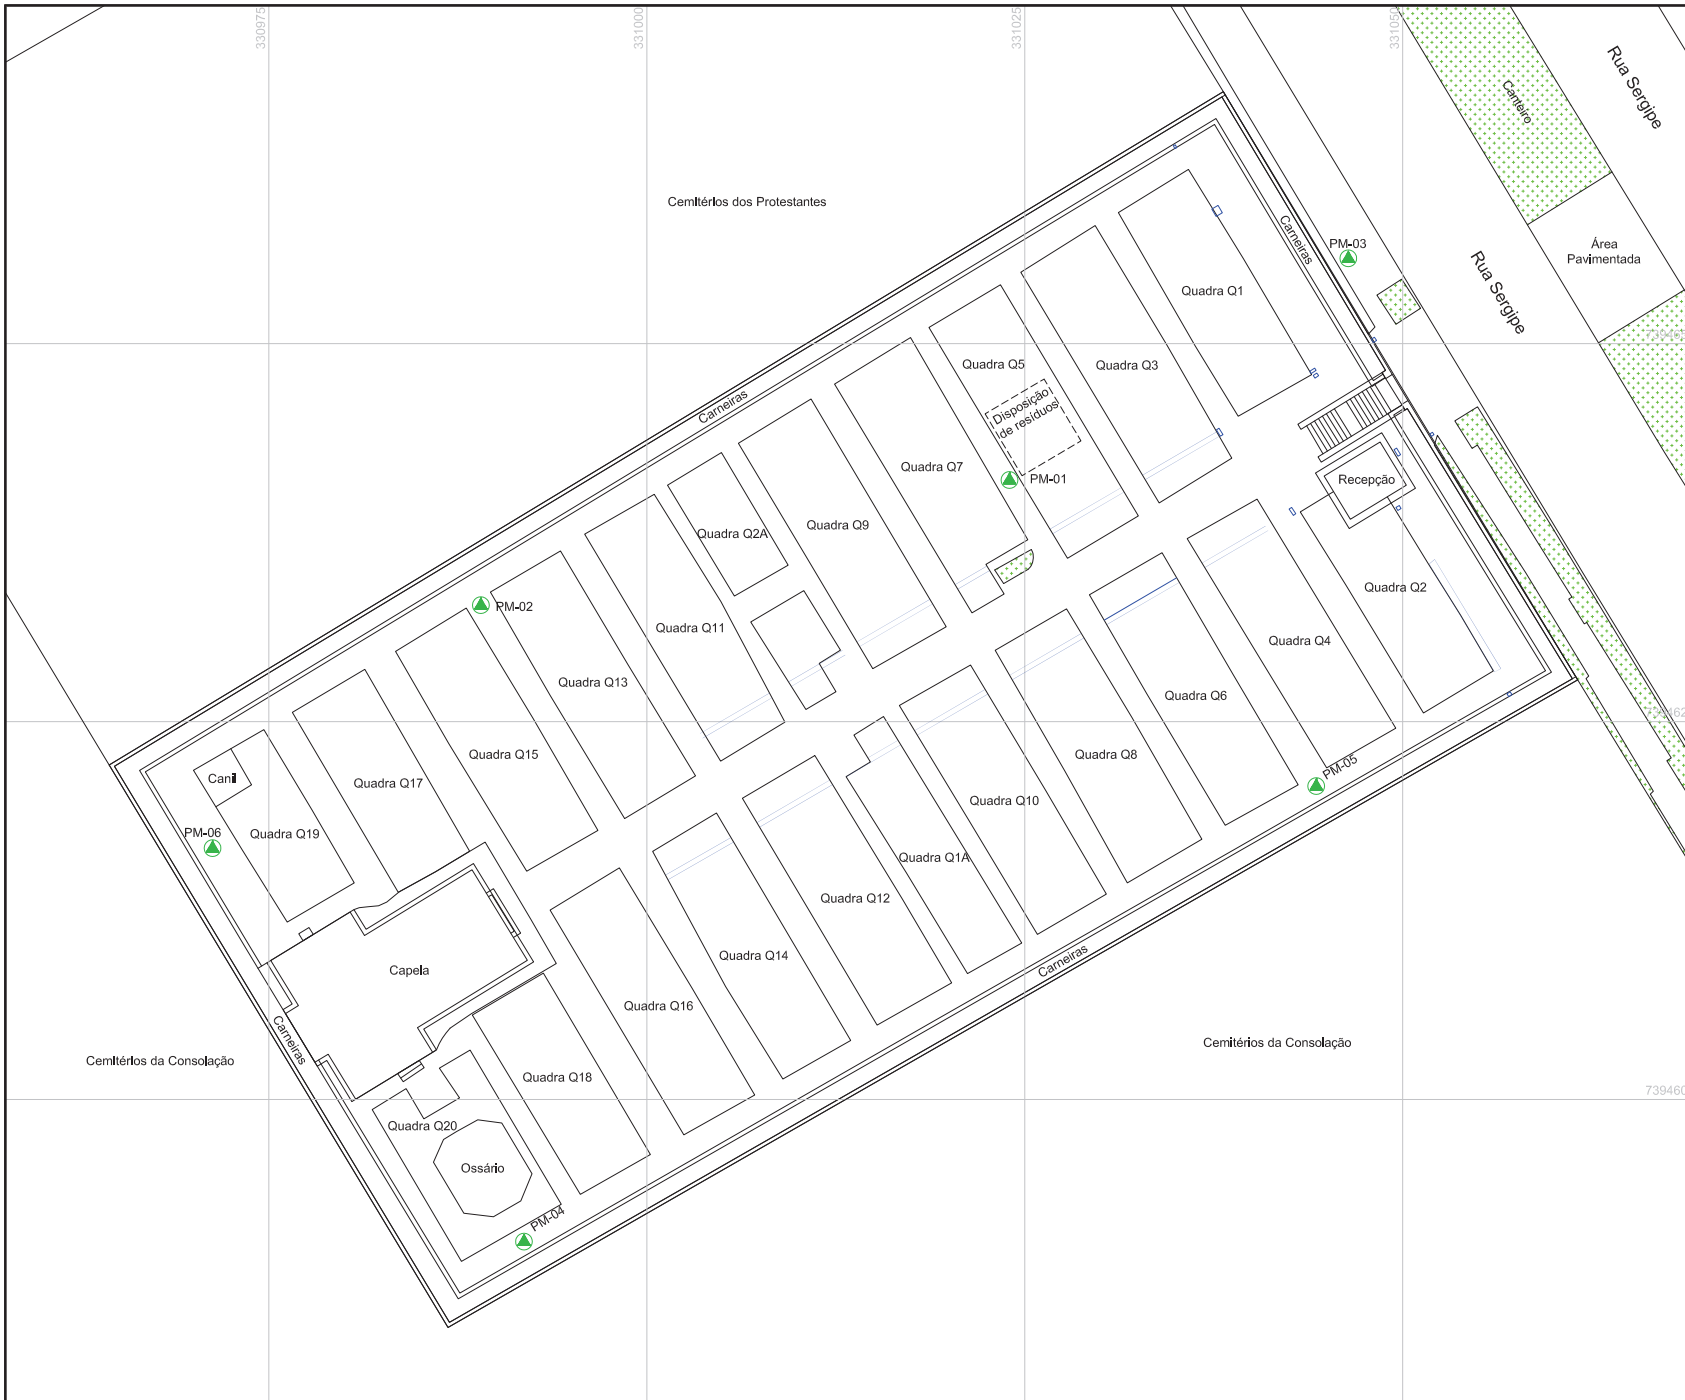 330975
331000
331025
331050
Rua Sergipe
Canteiro
Cemitérios dos Protestantes
Carneiras
PM-03
Área
Pavimentada
Rua Sergipe
Quadra Q1
Quadra Q3
Quadra Q5
Disposição
de resíduos
Carneiras
Quadra Q7
PM-01
Recepção
Quadra Q9
Quadra Q2A
Quadra Q2
PM-02
Quadra Q11
Quadra Q4
Quadra Q13
Quadra Q6
Quadra Q15
Quadra Q8
PM-05
Canil
Quadra Q17
Quadra Q10
PM-06
Quadra Q19
Quadra Q1A
Quadra Q12
Quadra Q14
Carneiras
Capela
Quadra Q16
Carneiras
Cemitérios da Consolação
Cemitérios da Consolação
Quadra Q18
739460
Quadra Q20
Ossário
PM-04